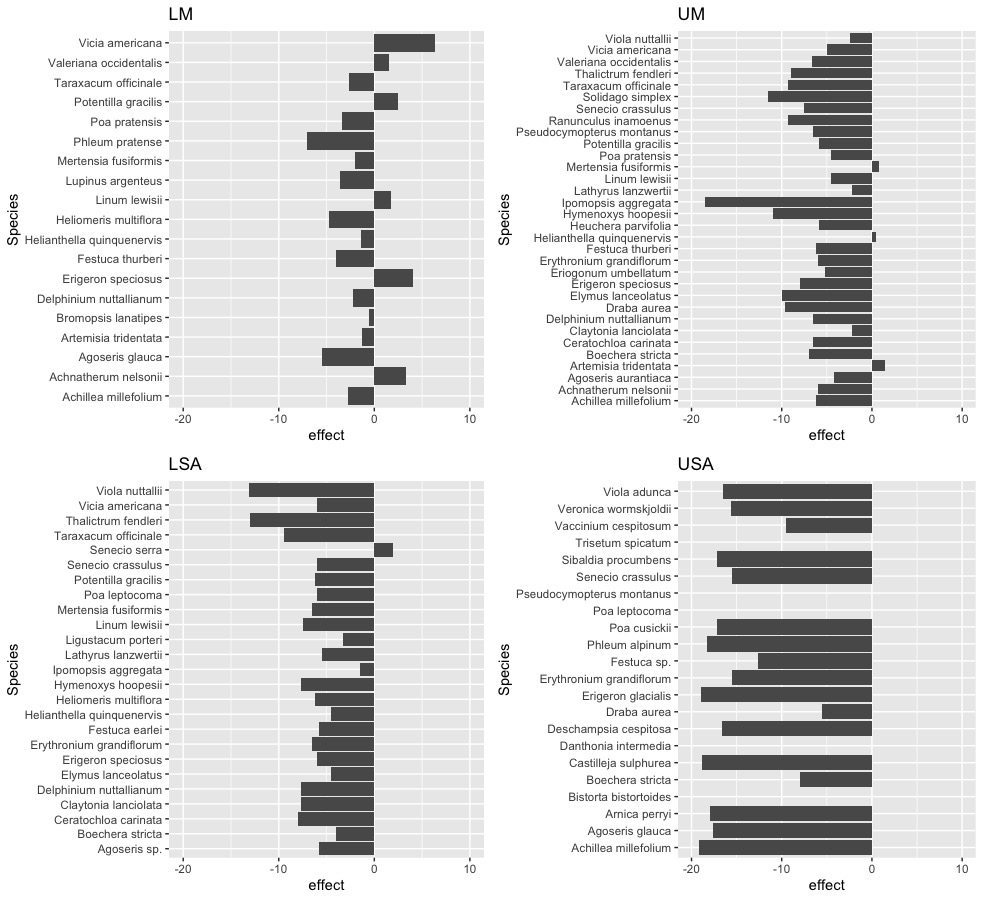 LM
Species
Vicia americana
Valeriana occidentalis
Taraxacum officinale
Potentilla gracilis
Poa pratensis
Phleum pratense
Mertensia fusiformis
Lupinus argenteus
Linum lewisii
Heliomeris multiflora
Helianthella quinquenervis
Festuca thurberi
Erigeron speciosus
Delphinium nuttallianum
Bromopsis lanatipes
Artemisia tridentata
Agoseris glauca
Achnatherum nelsonii
Achillea millefolium
-20 -10 0 10
effect
UM
Species
Viola nuttallii
Vicia americana
Valeriana occidentalis
Thalictrum fendleri
Taraxacum officinale
Solidago simplex
Senecio crassulus
Ranunculus inamoenus
Pseudocymopterus montanus
Potentilla gracilis
Poa pratensis
Mertensia fusiformis
Linum lewisii
Lathyrus lanzwertii
Ipomopsis aggregata
Hymenoxys hoopesii
Heuchera parvifolia
Helianthella quinquenervis
Festuca thurberi
Erythronium grandiflorum
Eriogonum umbellatum
Erigeron speciosus
Elymus lanceolatus
Draba aurea
Delphinium nuttallianum
Claytonia lanciolata
Ceratochloa carinata
Boechera stricta
Artemisia tridentata
Agoseris aurantiaca
Achnatherum nelsonii
Achillea millefolium
-20 -10 0 10
effect
LSA
Species
Viola nuttallii
Vicia americana
Thalictrum fendleri
Taraxacum officinale
Senecio serra
Senecio crassulus
Potentilla gracilis
Poa leptocoma
Mertensia fusiformis
Linum lewisii
Ligustacum porteri
Lathyrus lanzwertii
Ipomopsis aggregata
Hymenoxys hoopesii
Heliomeris multiflora
Helianthella quinquenervis
Festuca earlei
Erythronium grandiflorum
Erigeron speciosus
Elymus lanceolatus
Delphinium nuttallianum
Claytonia lanciolata
Ceratochloa carinata
Boechera stricta
Agoseris sp.
-20 -10 0 10
effect
USA
Species
Viola adunca
Veronica wormskjoldii
Vaccinium cespitosum
Trisetum spicatum
Sibaldia procumbens
Senecio crassulus
Pseudocymopterus montanus
Poa leptocoma
Poa cusickii
Phleum alpinum
Festuca sp.
Erythronium grandiflorum
Erigeron glacialis
Draba aurea
Deschampsia cespitosa
Danthonia intermedia
Castilleja sulphurea
Boechera stricta
Bistorta bistortoides
Arnica perryi
Agoseris glauca
Achillea millefolium
-20 -10 0 10
effect